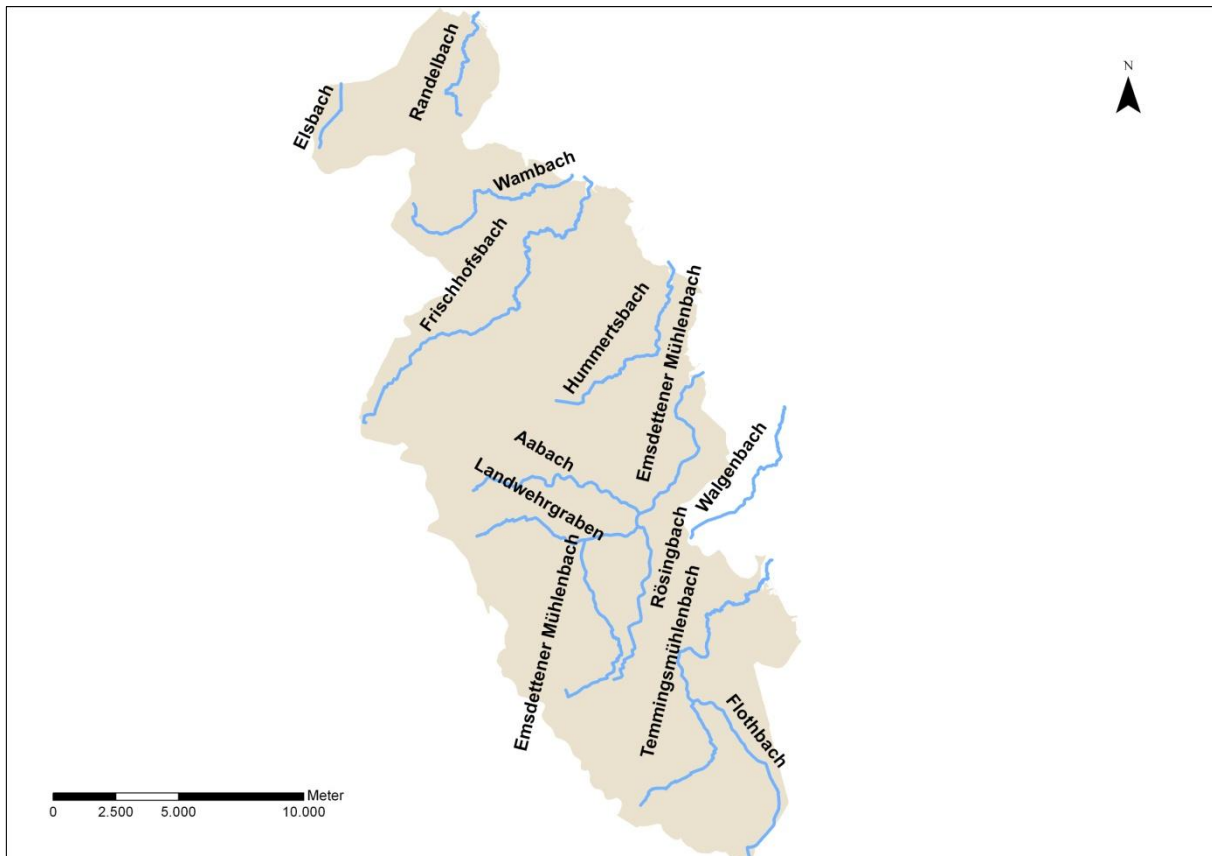 Randelbach
N
Elsbach
Wambach
Frischhofsbach
Hummertsbach
Emsdettener Mühlenbach
Aabach
Walgenbach
Landwehrgraben
Rösingbach
Emsdettener Mühlenbach
Temmingsmühlenbach
Flothbach
Meter
0 2.500 5.000 10.000